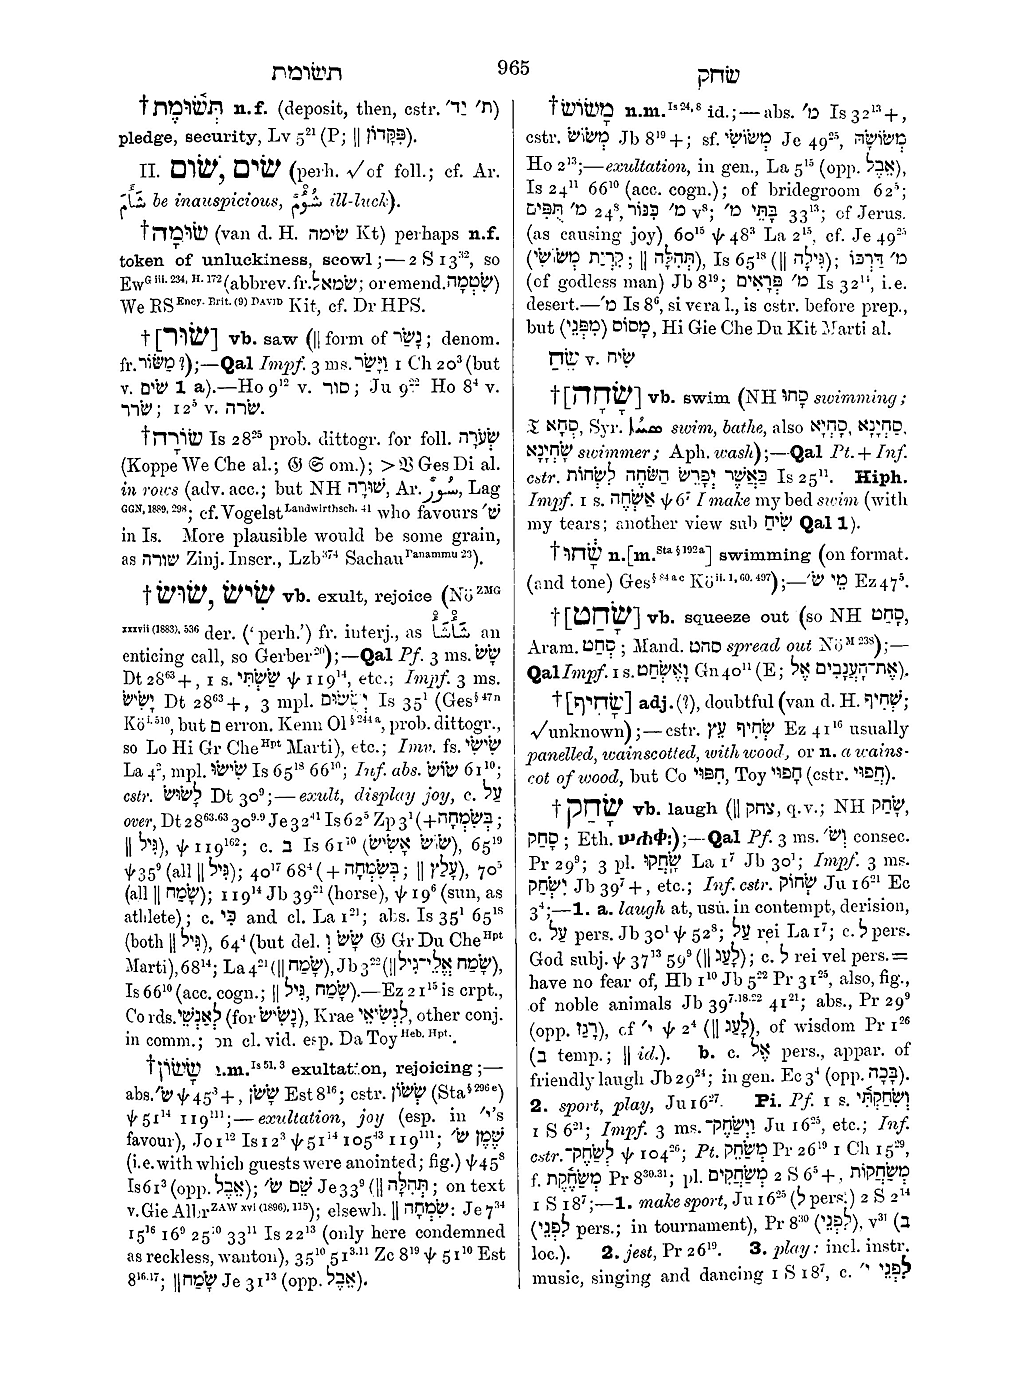 תשומת
965
שחק
†תְּשׂוּמֶת n.f. (deposit, then, cstr. ת׳ יָד׳)
pledge, security, Lv 5²¹ (P; ‖ פִּקָּדוֹן).
II. שׂוּם, שִׂים (perh. √of foll.; cf. Ar.
be inauspicious, ill-luck).
†שׂוּמָה (van d. H. שימה Kt) perhaps n.f.
token of unluckiness, scowl;—2 S 13³², so
Ew G iii. 234, H. 172 (abbrev. fr. שמאל; or emend. שִׂטְמָה)
We RS Ency. Brit. (9) DAVID Kit, cf. Dr HPS.
†[שׂוּר] vb. saw (‖ form of נָשַׂר; denom.
fr. מַשּׂוֹר?);—Qal Impf. 3 ms. וַיָּשַׂר 1 Ch 20³ (but
v. שׂים 1 a).—Ho 9¹² v. סור; Ju 9²² Ho 8⁴ v.
שׂרר; 12⁵ v. שׂרה.
†שׂוֹרָה Is 28²⁵ prob. dittogr. for foll. שְׂעֹרָה
(Koppe We Che al.; 𝔊 𝔖 om.); > 𝔙 Ges Di al.
in rows (adv. acc.; but NH שׁוּרָה, Ar. سُورٌ, Lag
GGN, 1889, 298; cf. Vogelst Landwirthsch. 41 who favours שׁ׳
in Is. More plausible would be some grain,
as שורה Zinj. Inscr., Lzb³⁷⁴ Sachau Panammu 23).
†שׂוּשׂ, שִׂישׂ vb. exult, rejoice (Nö ZMG
xxxvii (1883), 536 der. (‘perh.’) fr. interj., as شَأْشَأْ an
enticing call, so Gerber²⁰);—Qal Pf. 3 ms. שָׂשׂ
Dt 28⁶³ +, 1 s. שַׂשְׂתִּי ψ 119¹⁴, etc.; Impf. 3 ms.
יָשִׂישׂ Dt 28⁶³ +, 3 mpl. יְשֻׂשׂוּם Is 35¹ (Ges § 47 n
Kö i. 510, but ם erron. Kenn Ol § 244 a, prob. dittogr.,
so Lo Hi Gr Che Hpt Marti), etc.; Imv. fs. שִׂישִׂי
La 4², mpl. שִׂישׂוּ Is 65¹⁸ 66¹⁰; Inf. abs. שׂוֹשׂ 61¹⁰;
cstr. לָשׂוּשׂ Dt 30⁹;—exult, display joy, c. עַל
over, Dt 28⁶³·⁶³ 30⁹·⁹ Je 32⁴¹ Is 62⁵ Zp 3¹ (+ בְּשִׂמְחָה;
‖ גִּיל), ψ 119¹⁶²; c. ב Is 61¹⁰ (שׂוֹשׂ אָשִׂישׂ), 65¹⁹
ψ 35⁹ (all ‖ גִּיל); 40¹⁷ 68⁴ (+ בְּשִׂמְחָה; ‖ עָלַץ), 70⁵
(all ‖ שָׂמַח); 119¹⁴ Jb 39²¹ (horse), ψ 19⁶ (sun, as
athlete); c. כִּי and cl. La 1²¹; abs. Is 35¹ 65¹⁸
(both ‖ גִּיל), 64⁴ (but del. שָׂשׂ וְ 𝔊 Gr Du Che Hpt
Marti), 68¹⁴; La 4²¹ (‖ שָׂמַח), Jb 3²² (‖ שָׂמַח אֱלֵי־גִיל),
Is 66¹⁰ (acc. cogn.; ‖ שָׂמַח, גִּיל).—Ez 21¹⁵ is crpt.,
Co rds. לְאַנְשֵׁי (for נָשִׂישׂ), Krae לִנְשִׂיאֵי, other conj.
in comm.; on cl. vid. esp. Da Toy Heb. Hpt.
†שָׂשׂוֹן n.m. Is 51, 3 exultation, rejoicing;—
abs. שׂ׳ ψ 45⁸ +, שָׂשֹׂן Est 8¹⁶; cstr. שְׂשׂוֹן (Sta § 296 e)
ψ 51¹⁴ 119¹¹¹;—exultation, joy (esp. in י׳'s
favour), Jo 1¹² Is 12³ ψ 51¹⁴ 105⁴³ 119¹¹¹; שֶׁמֶן שׂ׳
(i.e. with which guests were anointed; fig.) ψ 45⁸
Is 61³ (opp. אֵבֶל); שֵׁם שׂ׳ Je 33⁹ (‖ תְּהִלָּה; on text
v. Gie Albr ZAW xvi (1896), 115); elsewh. ‖ שִׂמְחָה: Je 7³⁴
15¹⁶ 16⁹ 25¹⁰ 33¹¹ Is 22¹³ (only here condemned
as reckless, wanton), 35¹⁰ 51³·¹¹ Zc 8¹⁹ ψ 51¹⁰ Est
8¹⁶·¹⁷; ‖ שָׂמַח Je 31¹³ (opp. אֵבֶל).
†מָשׂוֹשׂ n.m. Is 24, 8 id.;—abs. מ׳ Is 32¹³ +,
cstr. מְשׂוֹשׂ Jb 8¹⁹ +; sf. מְשׂוֹשִׂי Je 49²⁵, מְשׂוֹשָׂהּ
Ho 2¹³;—exultation, in gen., La 5¹⁵ (opp. אֵבֶל),
Is 24¹¹ 66¹⁰ (acc. cogn.); of bridegroom 62⁵;
מ׳ תֻּפִּים 24⁸, מ׳ כִּנּוֹר v⁸; בָּתֵּי מ׳ 33¹³; of Jerus.
(as causing joy) 60¹⁵ ψ 48³ La 2¹⁵, cf. Je 49²⁵
(קִרְיַת מְשׂוֹשִׂי; ‖ תְּהִלָּה), Is 65¹⁸ (‖ גִּילָה); מ׳ דַּרְכּוֹ
(of godless man) Jb 8¹⁹; מ׳ פְּרָאִים Is 32¹⁴, i.e.
desert.—מ׳ Is 8⁶, si vera l., is cstr. before prep.,
but מָסוֹס (מִפְּנֵי), Hi Gie Che Du Kit Marti al.
שֵׂחַ v. שׂיח.
†[שָׂחָה] vb. swim (NH סָחוּ swimming;
𝔗 סְחָא, Syr. swim, bathe, also סְחִינָא, סַחְיָא,
שַׂחְיָנָא swimmer; Aph. wash);—Qal Pt. + Inf.
cstr. כַּאֲשֶׁר יְפָרֵשׂ הַשֹּׂחֶה לִשְׂחוֹת Is 25¹¹. Hiph.
Impf. 1 s. אַשְׂחֶה ψ 6⁷ I make my bed swim (with
my tears; another view sub שׂיח Qal 1).
†שָׂחוּ n.[m. Sta § 192 a] swimming (on format.
(and tone) Ges § 84 a c Kö ii. 1, 60. 497);—מֵי שׂ׳ Ez 47⁵.
†[שָׂחַט] vb. squeeze out (so NH סָחַט,
Aram. סְחַט; Mand. סהט spread out Nö M 238);—
Qal Impf. 1 s. וָאֶשְׂחַט Gn 40¹¹ (E; אֶת־הָעֲנָבִים אֶל).
†[שָׂחִיף] adj.(?), doubtful (van d. H. שָׁחִיף;
√unknown);—cstr. שְׂחִיף עֵץ Ez 41¹⁶ usually
panelled, wainscotted, with wood, or n. a wains-
cot of wood, but Co חִפּוּי, Toy חָפוּי (cstr. חֲפוּי).
†שָׂחַק vb. laugh (‖ צחק, q.v.; NH שָׂחַק,
סחק; Eth. ሠሐቀ:);—Qal Pf. 3 ms. וְשׂ׳ consec.
Pr 29⁹; 3 pl. שָׂחֲקוּ La 1⁷ Jb 30¹; Impf. 3 ms.
יִשְׂחַק Jb 39⁷ +, etc.; Inf. cstr. שְׂחוֹק Ju 16²¹ Ec
3⁴;—1. a. laugh at, usu. in contempt, derision,
c. עַל pers. Jb 30¹ ψ 52⁸; עַל rei La 1⁷; c. לְ pers.
God subj. ψ 37¹³ 59⁹ (‖ לָעַג); c. לְ rei vel pers. =
have no fear of, Hb 1¹⁰ Jb 5²² Pr 31²⁵, also, fig.,
of noble animals Jb 39⁷·¹⁸·²² 41²¹; abs., Pr 29⁹
(opp. רָגַז), cf י׳ ψ 2⁴ (‖ לָעַג), of wisdom Pr 1²⁶
(ב temp.; ‖ id.). b. c. אֶל pers., appar. of
friendly laugh Jb 29²⁴; in gen. Ec 3⁴ (opp. בָּכָה).
2. sport, play, Ju 16²⁷. Pi. Pf. 1 s. וְשִׂחַקְתִּי
1 S 6²¹; Impf. 3 ms. וַיְשַׂחֶק־ Ju 16²⁵, etc.; Inf.
cstr. לְשַׂחֶק־ ψ 104²⁶; Pt. מְשַׂחֵק Pr 26¹⁹ 1 Ch 15²⁹,
f. מְשַׂחֶקֶת Pr 8³⁰·³¹; pl. מְשַׂחֲקִים 2 S 6⁵ +, מְשַׂחֲקוֹת
1 S 18⁷;—1. make sport, Ju 16²⁵ (לְ pers.) 2 S 2¹⁴
(לִפְנֵי pers.; in tournament), Pr 8³⁰ (לִפְנֵי), v³¹ (ב
loc.). 2. jest, Pr 26¹⁹. 3. play: incl. instr.
music, singing and dancing 1 S 18⁷, c. לִפְנֵי י׳